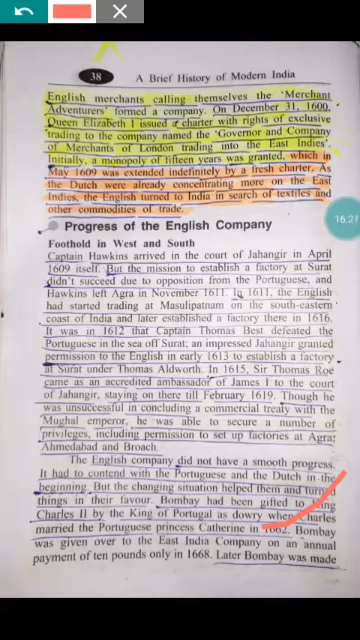 38 A Brief History of Modern India
English merchants calling themselves the 'Merchant
Adventurers' formed a company. On December 31, 1600,
Queen Elizabeth I issued a charter with rights of exclusive
trading to the company named the 'Governor and Company
of Merchants of London trading into the East Indies'.
Initially, a monopoly of fifteen years was granted, which in
May 1609 was extended indefinitely by a fresh charter. As
the Dutch were already concentrating more on the East
Indies, the English turned to India in search of textiles and
other commodities of trade.
16:21
Progress of the English Company
Foothold in West and South
Captain Hawkins arrived in the court of Jahangir in April
1609 itself. But the mission to establish a factory at Surat
didn't succeed due to opposition from the Portuguese, and
Hawkins left Agra in November 1611. In 1611, the English
had started trading at Masulipatnam on the south-eastern
coast of India and later established a factory there in 1616.
It was in 1612 that Captain Thomas Best defeated the
Portuguese in the sea off Surat; an impressed Jahangir granted
permission to the English in early 1613 to establish a factory
at Surat under Thomas Aldworth. In 1615, Sir Thomas Roe
came as an accredited ambassador of James I to the court
of Jahangir, staying on there till February 1619. Though he
was unsuccessful in concluding a commercial treaty with the
Mughal emperor, he was able to secure a number of
privileges, including permission to set up factories at Agra,
Ahmedabad and Broach.
The English company did not have a smooth progress.
It had to contend with the Portuguese and the Dutch in the
beginning. But the changing situation helped them and turned
things in their favour. Bombay had been gifted to King
Charles II by the King of Portugal as dowry when Charles
married the Portuguese princess Catherine in 1662. Bombay
was given over to the East India Company on an annual
payment of ten pounds only in 1668. Later Bombay was made